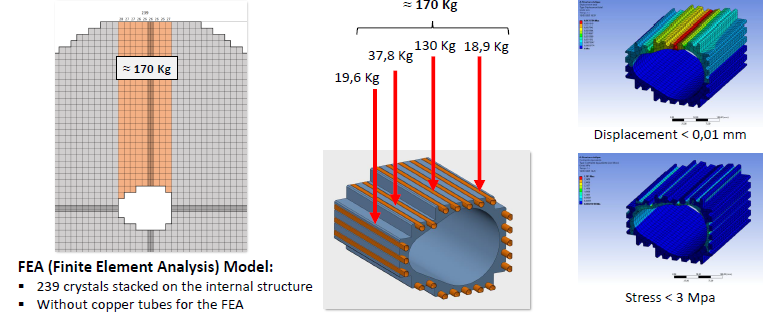 239
≈ 170 Kg
≈ 170 Kg
19,6 Kg
37,8 Kg
130 Kg
18,9 Kg
Displacement < 0,01 mm
Stress < 3 Mpa
FEA (Finite Element Analysis) Model:
▪ 239 crystals stacked on the internal structure
▪ Without copper tubes for the FEA